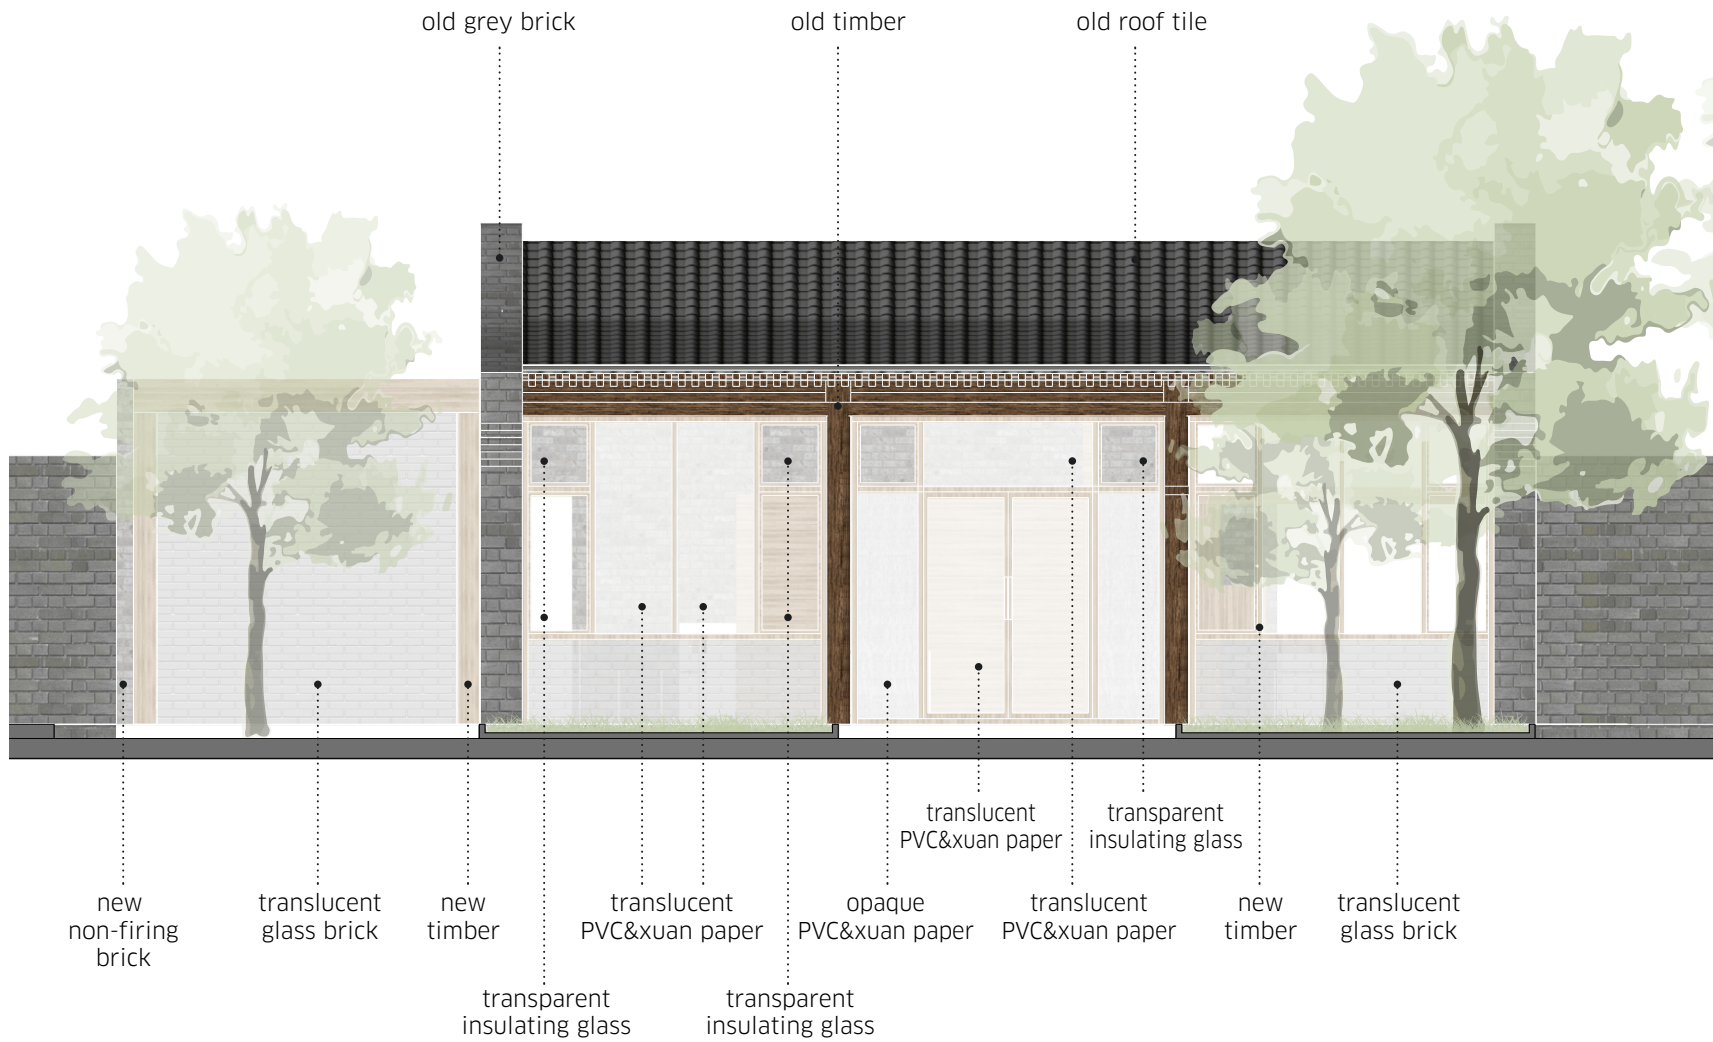 old grey brick
old timber
old roof tile
translucent
PVC&xuan paper
transparent
insulating glass
new
non-firing
brick
translucent
glass brick
new
timber
translucent
PVC&xuan paper
opaque
PVC&xuan paper
translucent
PVC&xuan paper
new
timber
translucent
glass brick
transparent
insulating glass
transparent
insulating glass